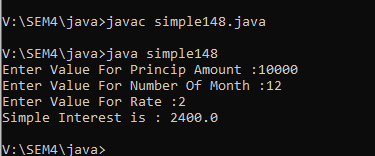 V:\SEM4\java>javac simple148.java
V:\SEM4\java>java simple148
Enter Value For Princip Amount :10000
Enter Value For Number Of Month :12
Enter Value For Rate :2
Simple Interest is : 2400.0
V:\SEM4\java>